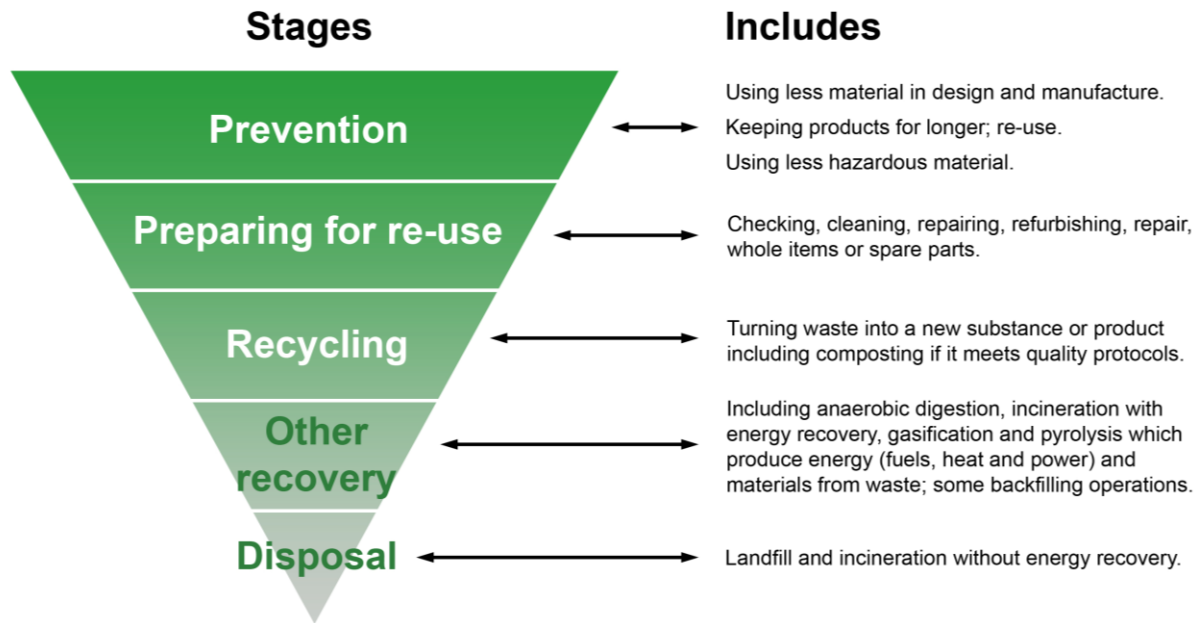 Stages
Includes
Prevention
Using less material in design and manufacture.
Keeping products for longer; re-use.
Using less hazardous material.
Preparing for re-use
Checking, cleaning, repairing, refurbishing, repair,
whole items or spare parts.
Recycling
Turning waste into a new substance or product
including composting if it meets quality protocols.
Other
recovery
Including anaerobic digestion, incineration with
energy recovery, gasification and pyrolysis which
produce energy (fuels, heat and power) and
materials from waste; some backfilling operations.
Disposal
Landfill and incineration without energy recovery.